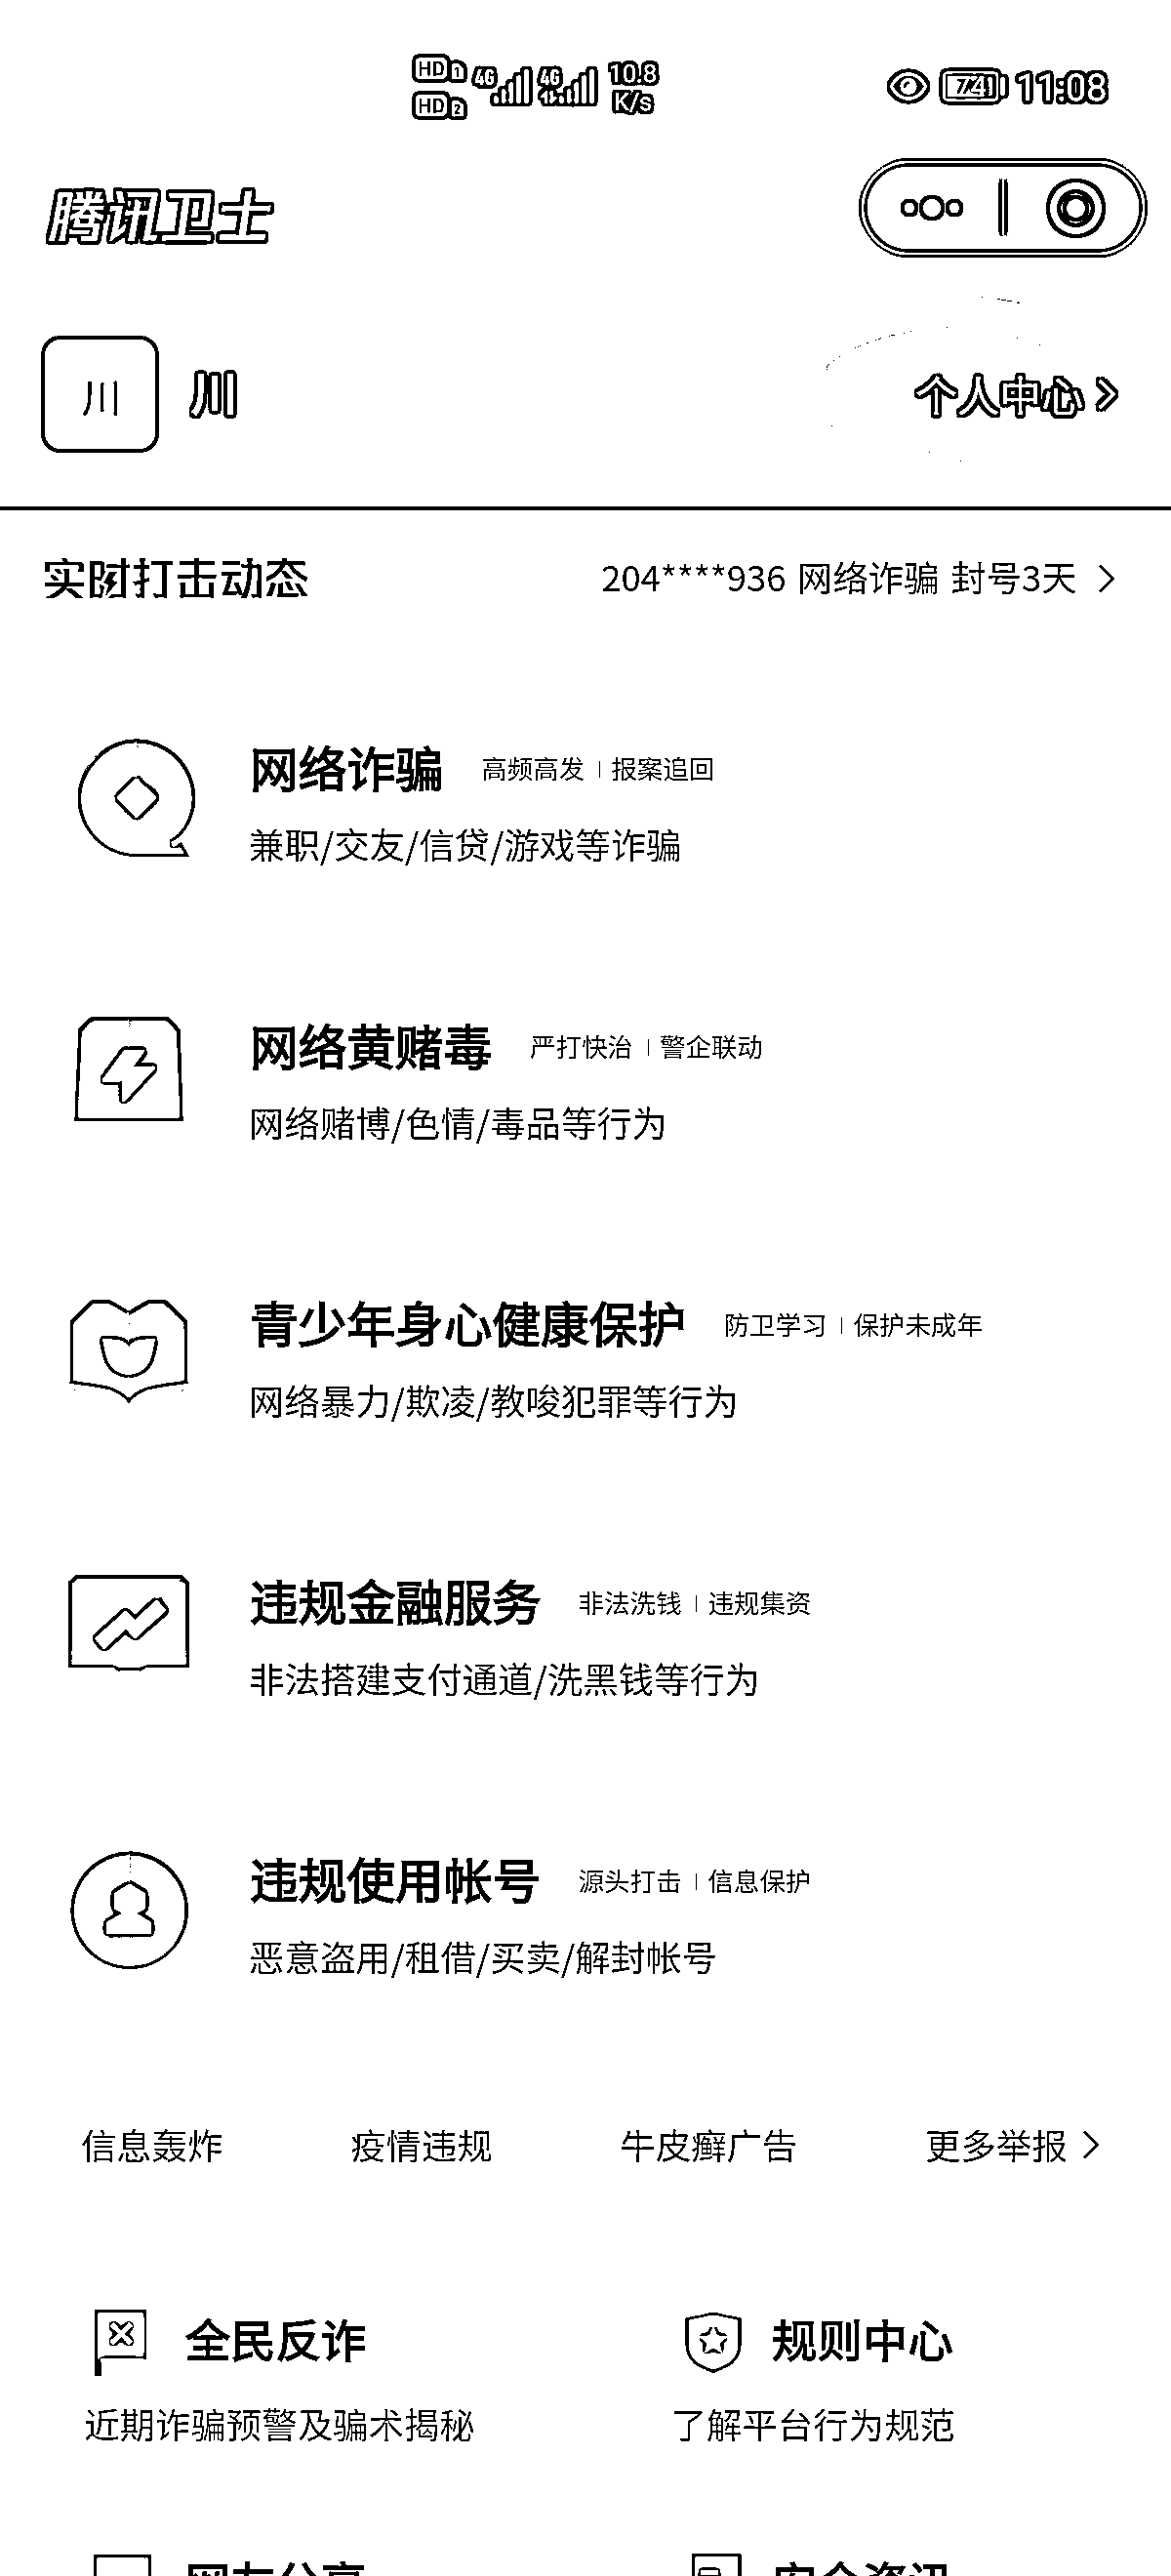 HD 1 4G 4G 10.8 K/s 74 11:08
HD 2
腾讯卫士
川 川 个人中心
实时打击动态 204****936 网络诈骗 封号3天
网络诈骗 高频高发 | 报案追回
兼职/交友/信贷/游戏等诈骗
网络黄赌毒 严打快治 | 警企联动
网络赌博/色情/毒品等行为
青少年身心健康保护 防卫学习 | 保护未成年
网络暴力/欺凌/教唆犯罪等行为
违规金融服务 非法洗钱 | 违规集资
非法搭建支付通道/洗黑钱等行为
违规使用帐号 源头打击 | 信息保护
恶意盗用/租借/买卖/解封帐号
信息轰炸 疫情违规 牛皮癣广告 更多举报
全民反诈 规则中心
近期诈骗预警及骗术揭秘 了解平台行为规范
网友分享 安全资讯